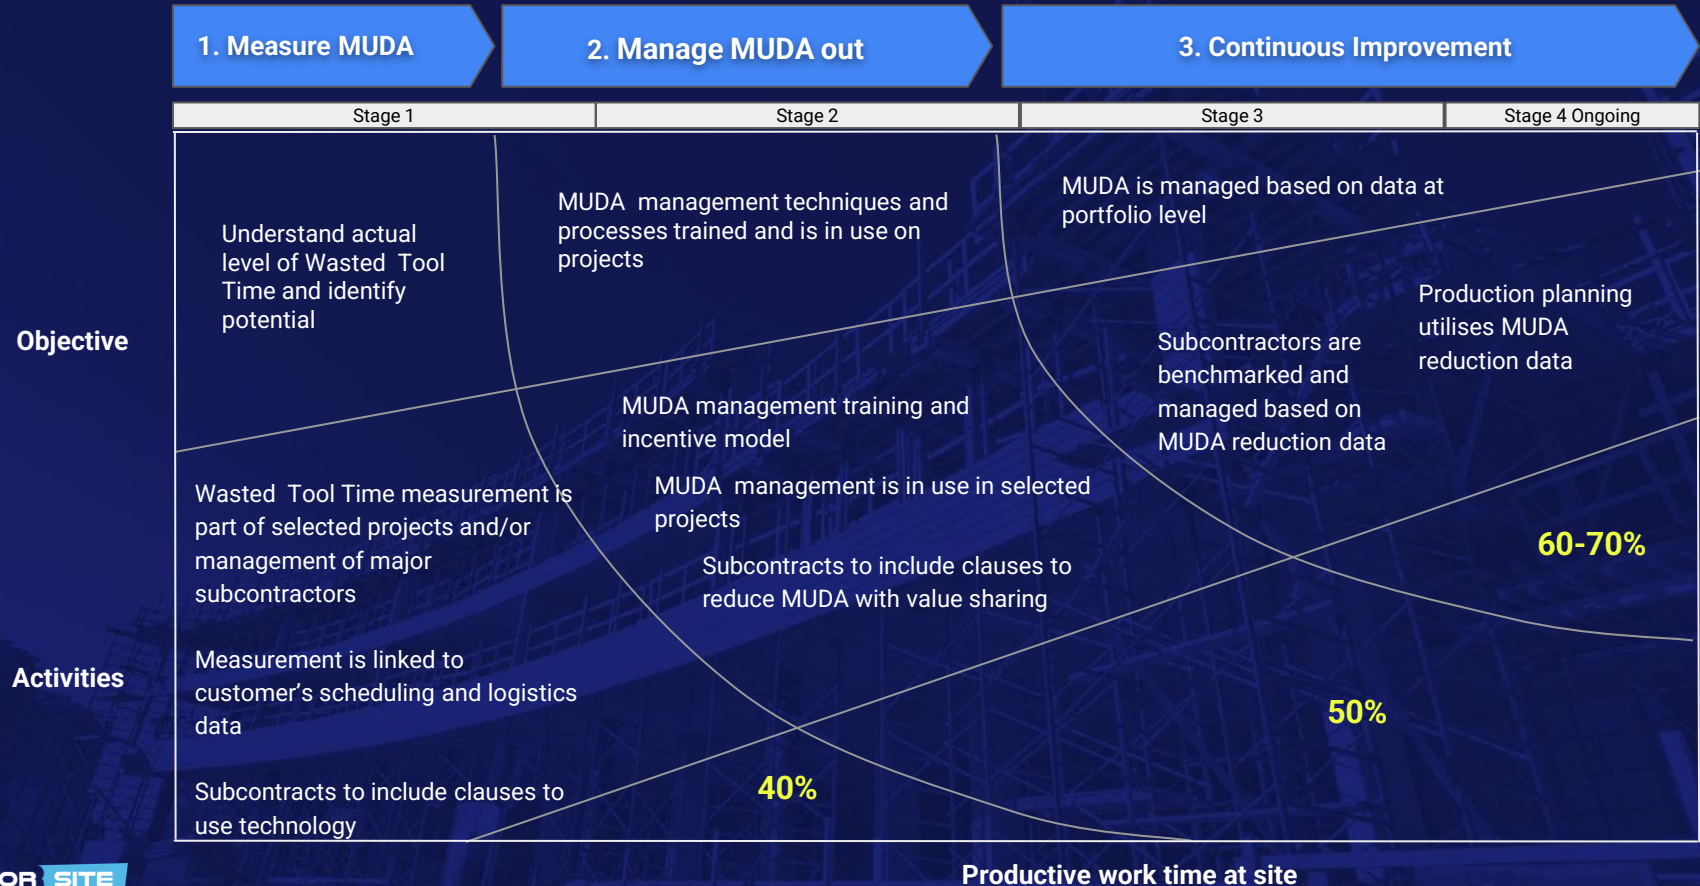 1. Measure MUDA
2. Manage MUDA out
3. Continuous Improvement
Stage 1
Stage 2
Stage 3
Stage 4 Ongoing
Objective
Understand actual
level of Wasted Tool
Time and identify
potential
MUDA management techniques and
processes trained and is in use on
projects
MUDA is managed based on data at
portfolio level
Subcontractors are
benchmarked and
managed based on
MUDA reduction data
Production planning
utilises MUDA
reduction data
Activities
Wasted Tool Time measurement is
part of selected projects and/or
management of major
subcontractors
Measurement is linked to
customer’s scheduling and logistics
data
Subcontracts to include clauses to
use technology
MUDA management training and
incentive model
MUDA management is in use in selected
projects
Subcontracts to include clauses to
reduce MUDA with value sharing
40%
50%
60-70%
Productive work time at site
OR SITE